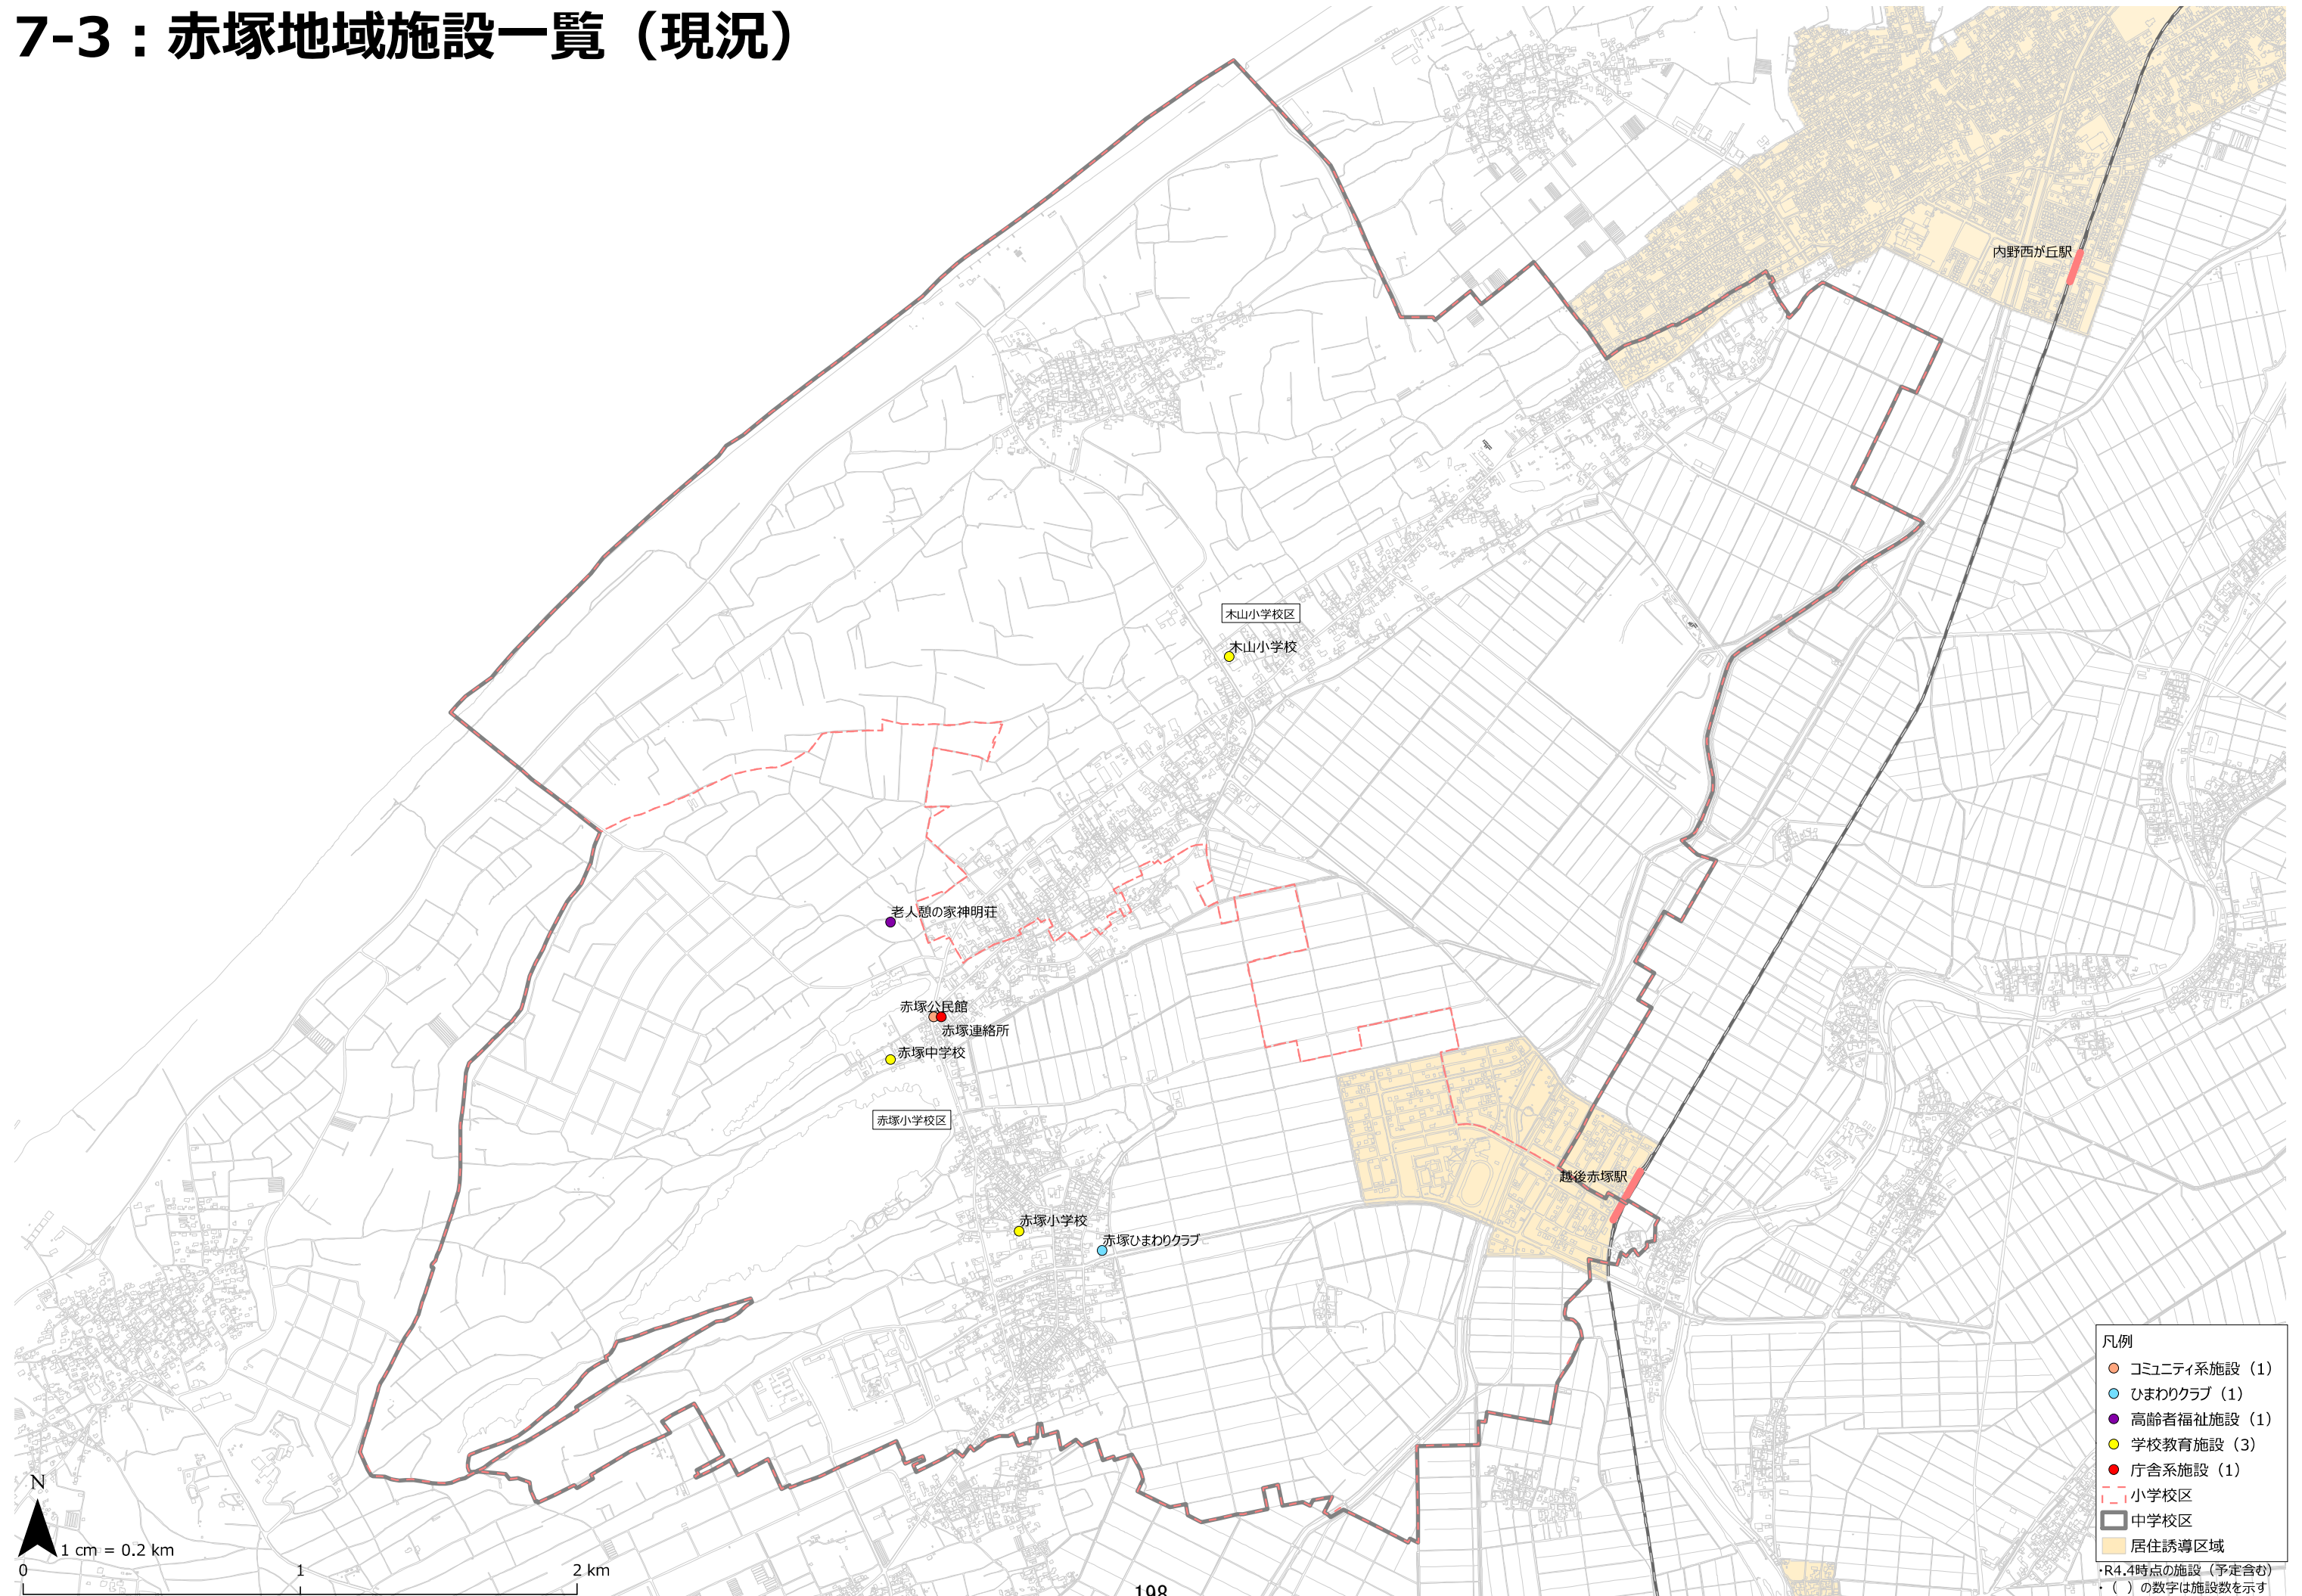 7-3：赤塚地域施設一覧（現況）
内野西が丘駅
木山小学校区
木山小学校
老人憩の家神明荘
赤塚公民館
赤塚連絡所
赤塚中学校
赤塚小学校区
越後赤塚駅
赤塚小学校
赤塚ひまわりクラブ
凡例
コミュニティ系施設（1）
ひまわりクラブ（1）
高齢者福祉施設（1）
学校教育施設（3）
庁舎系施設（1）
小学校区
中学校区
居住誘導区域
・R4.4時点の施設（予定含む）
・（　）の数字は施設数を示す
N
1 cm = 0.2 km
0 1 2 km
198